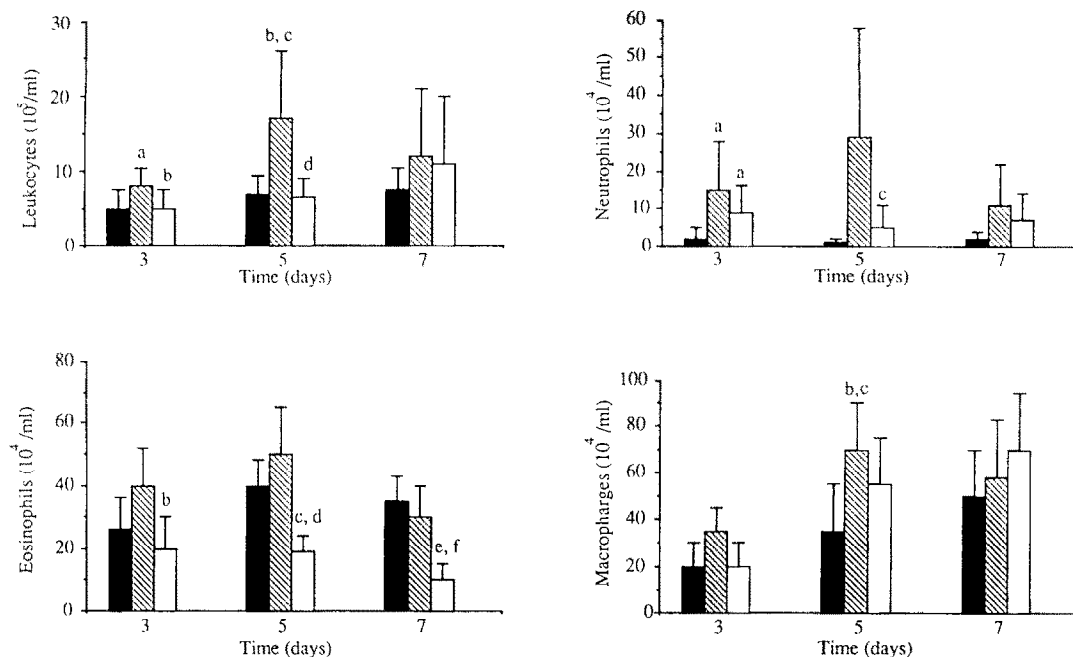 Leukocytes (10⁵/ml)
30
20
10
0
b, c
a
b
d
3 5 7
Time (days)
Neutrophils (10⁴/ml)
60
50
40
30
20
10
0
a
a
c
3 5 7
Time (days)
Eosinophils (10⁴/ml)
80
60
40
20
0
b
c, d
e, f
3 5 7
Time (days)
Macropharges (10⁴/ml)
100
80
60
40
20
0
b,c
3 5 7
Time (days)